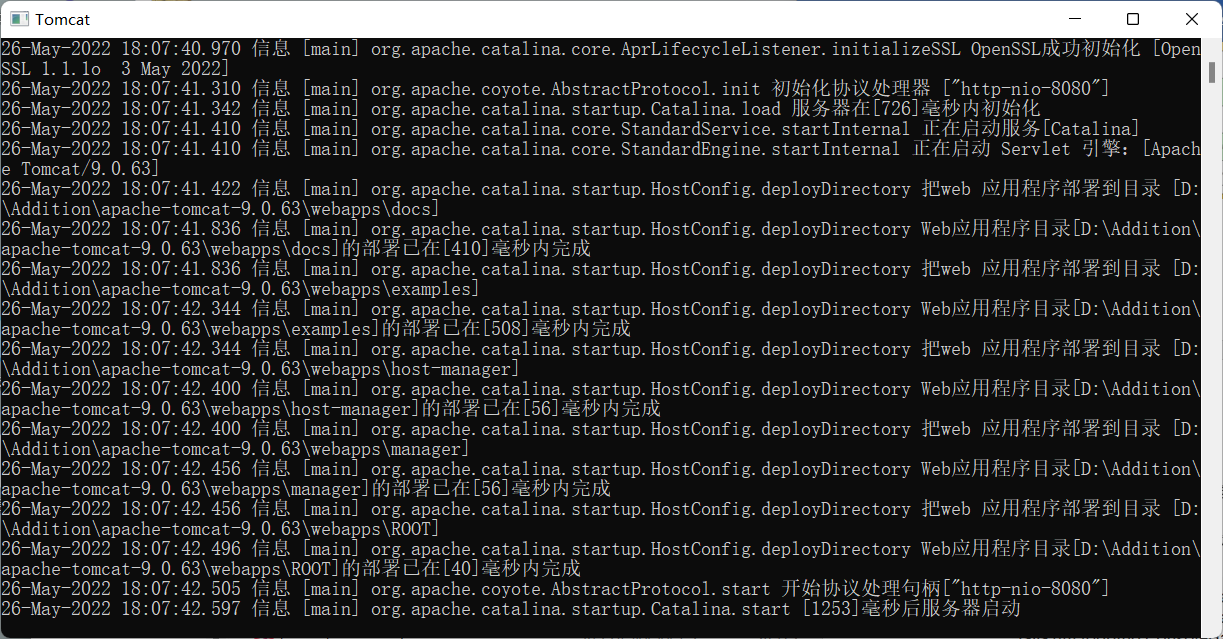 Tomcat
26-May-2022 18:07:40.970 信息 [main] org.apache.catalina.core.AprLifecycleListener.initializeSSL OpenSSL成功初始化 [Open
SSL 1.1.1o  3 May 2022]
26-May-2022 18:07:41.310 信息 [main] org.apache.coyote.AbstractProtocol.init 初始化协议处理器 ["http-nio-8080"]
26-May-2022 18:07:41.342 信息 [main] org.apache.catalina.startup.Catalina.load 服务器在[726]毫秒内初始化
26-May-2022 18:07:41.410 信息 [main] org.apache.catalina.core.StandardService.startInternal 正在启动服务[Catalina]
26-May-2022 18:07:41.410 信息 [main] org.apache.catalina.core.StandardEngine.startInternal 正在启动 Servlet 引擎：[Apach
e Tomcat/9.0.63]
26-May-2022 18:07:41.422 信息 [main] org.apache.catalina.startup.HostConfig.deployDirectory 把web 应用程序部署到目录 [D:
\Addition\apache-tomcat-9.0.63\webapps\docs]
26-May-2022 18:07:41.836 信息 [main] org.apache.catalina.startup.HostConfig.deployDirectory Web应用程序目录[D:\Addition\
apache-tomcat-9.0.63\webapps\docs]的部署已在[410]毫秒内完成
26-May-2022 18:07:41.836 信息 [main] org.apache.catalina.startup.HostConfig.deployDirectory 把web 应用程序部署到目录 [D:
\Addition\apache-tomcat-9.0.63\webapps\examples]
26-May-2022 18:07:42.344 信息 [main] org.apache.catalina.startup.HostConfig.deployDirectory Web应用程序目录[D:\Addition\
apache-tomcat-9.0.63\webapps\examples]的部署已在[508]毫秒内完成
26-May-2022 18:07:42.344 信息 [main] org.apache.catalina.startup.HostConfig.deployDirectory 把web 应用程序部署到目录 [D:
\Addition\apache-tomcat-9.0.63\webapps\host-manager]
26-May-2022 18:07:42.400 信息 [main] org.apache.catalina.startup.HostConfig.deployDirectory Web应用程序目录[D:\Addition\
apache-tomcat-9.0.63\webapps\host-manager]的部署已在[56]毫秒内完成
26-May-2022 18:07:42.400 信息 [main] org.apache.catalina.startup.HostConfig.deployDirectory 把web 应用程序部署到目录 [D:
\Addition\apache-tomcat-9.0.63\webapps\manager]
26-May-2022 18:07:42.456 信息 [main] org.apache.catalina.startup.HostConfig.deployDirectory Web应用程序目录[D:\Addition\
apache-tomcat-9.0.63\webapps\manager]的部署已在[56]毫秒内完成
26-May-2022 18:07:42.456 信息 [main] org.apache.catalina.startup.HostConfig.deployDirectory 把web 应用程序部署到目录 [D:
\Addition\apache-tomcat-9.0.63\webapps\ROOT]
26-May-2022 18:07:42.496 信息 [main] org.apache.catalina.startup.HostConfig.deployDirectory Web应用程序目录[D:\Addition\
apache-tomcat-9.0.63\webapps\ROOT]的部署已在[40]毫秒内完成
26-May-2022 18:07:42.505 信息 [main] org.apache.coyote.AbstractProtocol.start 开始协议处理句柄["http-nio-8080"]
26-May-2022 18:07:42.597 信息 [main] org.apache.catalina.startup.Catalina.start [1253]毫秒后服务器启动